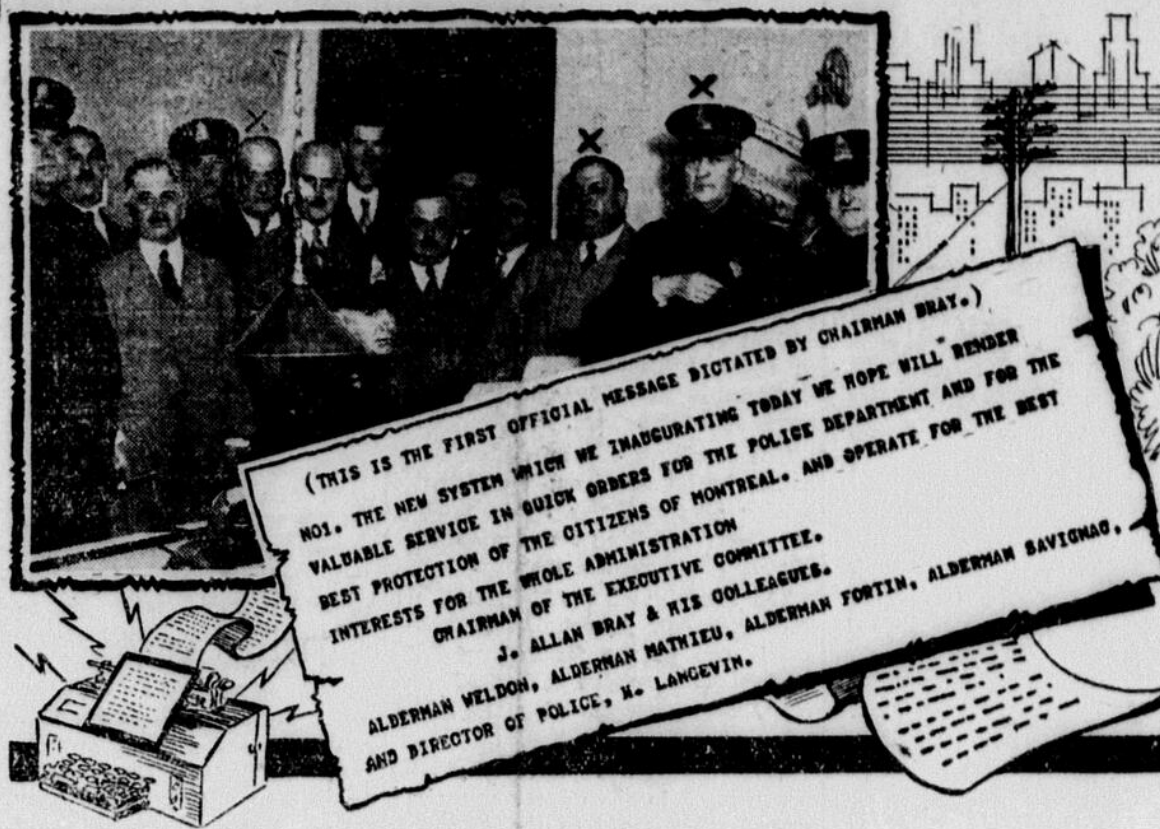 (THIS IS THE FIRST OFFICIAL MESSAGE DICTATED BY CHAIRMAN BRAY.)
NO1. THE NEW SYSTEM WHICH WE INAUGURATING TODAY WE HOPE WILL RENDER
VALUABLE SERVICE IN QUICK ORDERS FOR THE POLICE DEPARTMENT AND FOR THE
BEST PROTECTION OF THE CITIZENS OF MONTREAL. AND OPERATE FOR THE BEST
INTERESTS FOR THE WHOLE ADMINISTRATION
CHAIRMAN OF THE EXECUTIVE COMMITTEE.
J. ALLAN BRAY & HIS COLLEAGUES.
ALDERMAN WELDON, ALDERMAN MATHIEU, ALDERMAN FORTIN, ALDERMAN SAVIGNAC,
AND DIRECTOR OF POLICE, M. LANGEVIN.